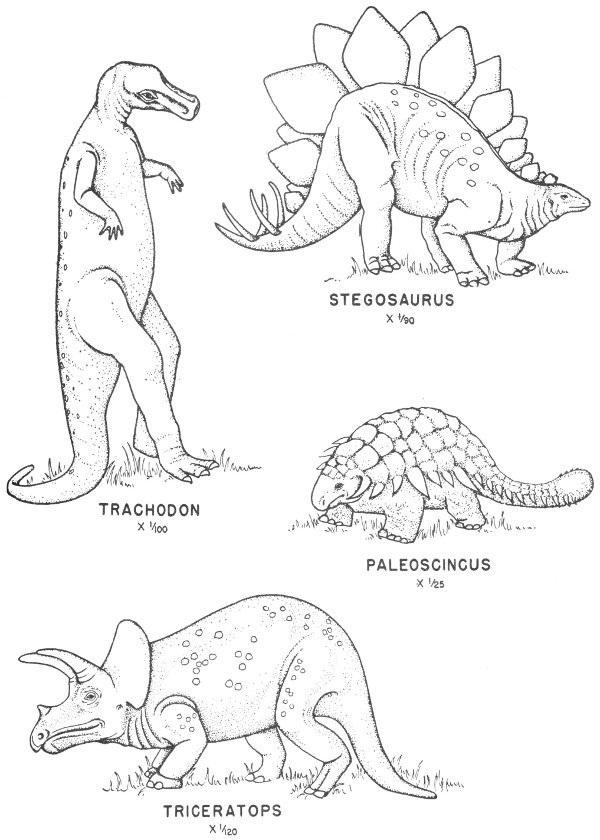 STEGOSAURUS
X 1/90
TRACHODON
X 1/100
PALEOSCINCUS
X 1/25
TRICERATOPS
X 1/120